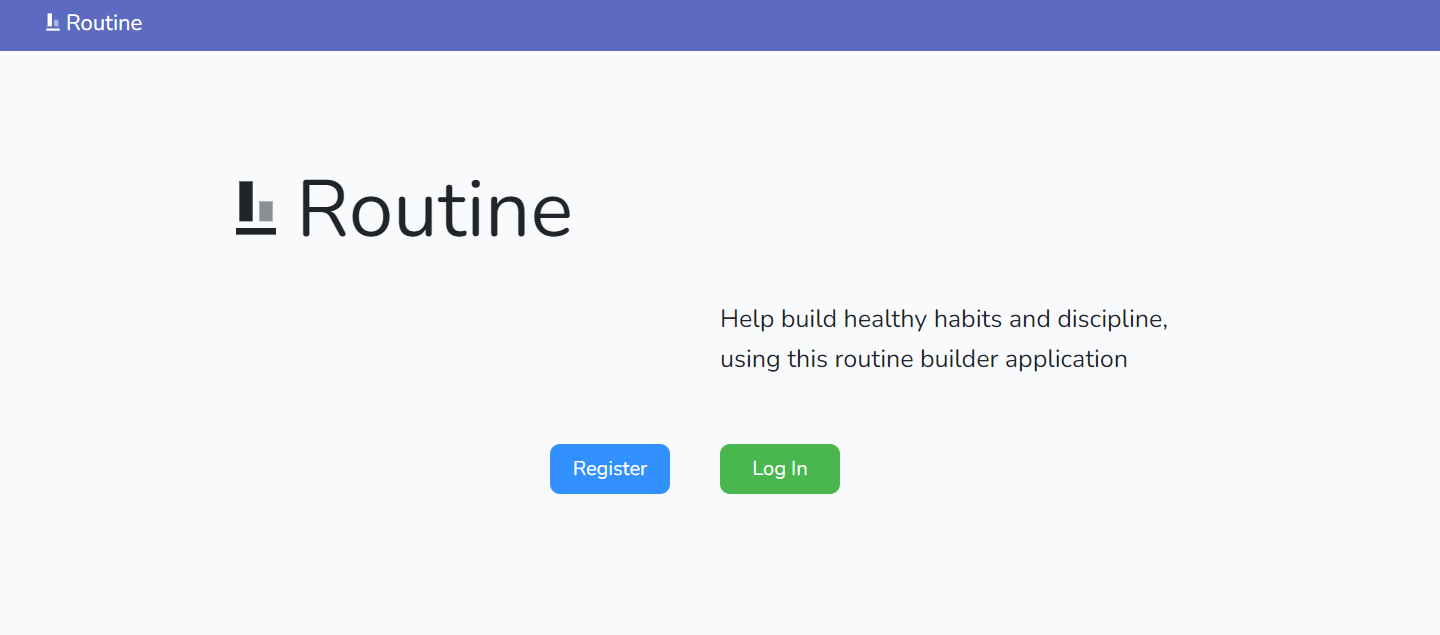 Routine
Routine
Help build healthy habits and discipline,
using this routine builder application
Register
Log In